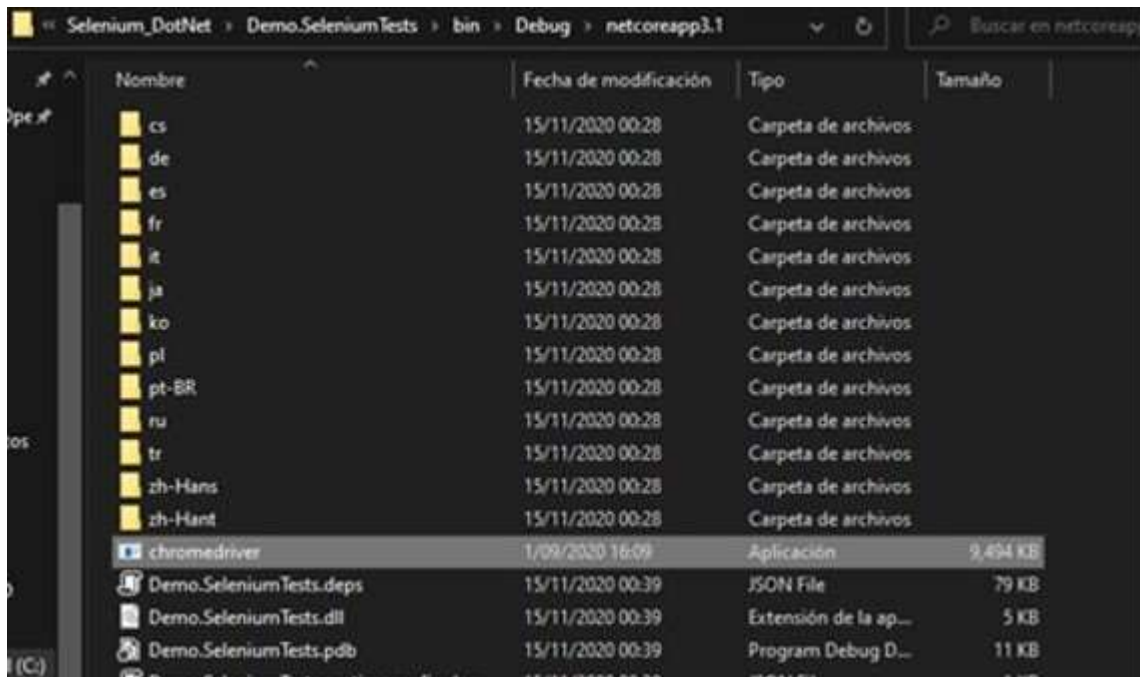 « Selenium_DotNet › Demo.SeleniumTests › bin › Debug › netcoreapp3.1 Buscar en netcoreapp
Nombre Fecha de modificación Tipo Tamaño
cs 15/11/2020 00:28 Carpeta de archivos
de 15/11/2020 00:28 Carpeta de archivos
es 15/11/2020 00:28 Carpeta de archivos
fr 15/11/2020 00:28 Carpeta de archivos
it 15/11/2020 00:28 Carpeta de archivos
ja 15/11/2020 00:28 Carpeta de archivos
ko 15/11/2020 00:28 Carpeta de archivos
pl 15/11/2020 00:28 Carpeta de archivos
pt-BR 15/11/2020 00:28 Carpeta de archivos
ru 15/11/2020 00:28 Carpeta de archivos
tos
tr 15/11/2020 00:28 Carpeta de archivos
zh-Hans 15/11/2020 00:28 Carpeta de archivos
zh-Hant 15/11/2020 00:28 Carpeta de archivos
chromedriver 1/09/2020 16:09 Aplicación 9,494 KB
Demo.SeleniumTests.deps 15/11/2020 00:39 JSON File 79 KB
Demo.SeleniumTests.dll 15/11/2020 00:39 Extensión de la ap... 5 KB
Demo.SeleniumTests.pdb 15/11/2020 00:39 Program Debug D... 11 KB
(C:)